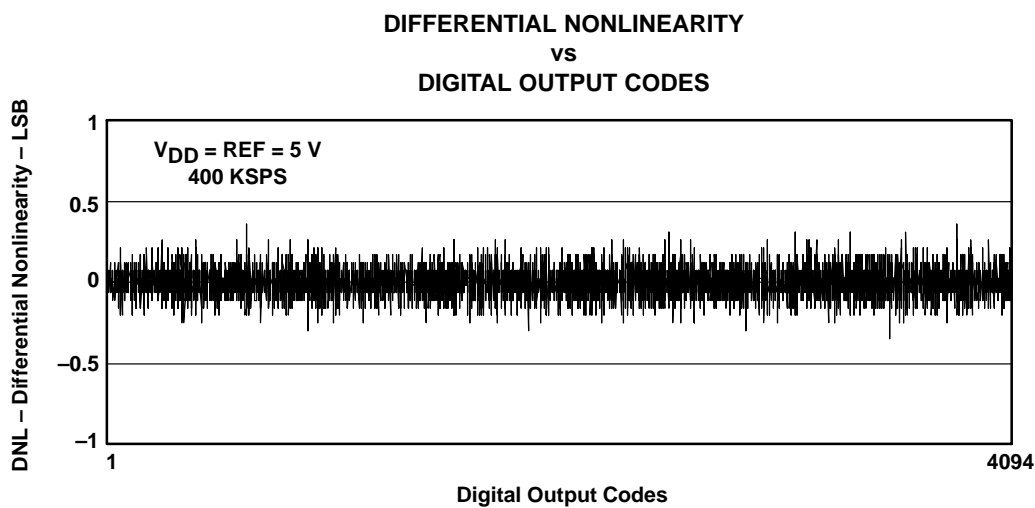 DIFFERENTIAL NONLINEARITY
vs
DIGITAL OUTPUT CODES
DNL – Differential Nonlinearity – LSB
1
VDD = REF = 5 V
400 KSPS
0.5
0
–0.5
–1
1
4094
Digital Output Codes